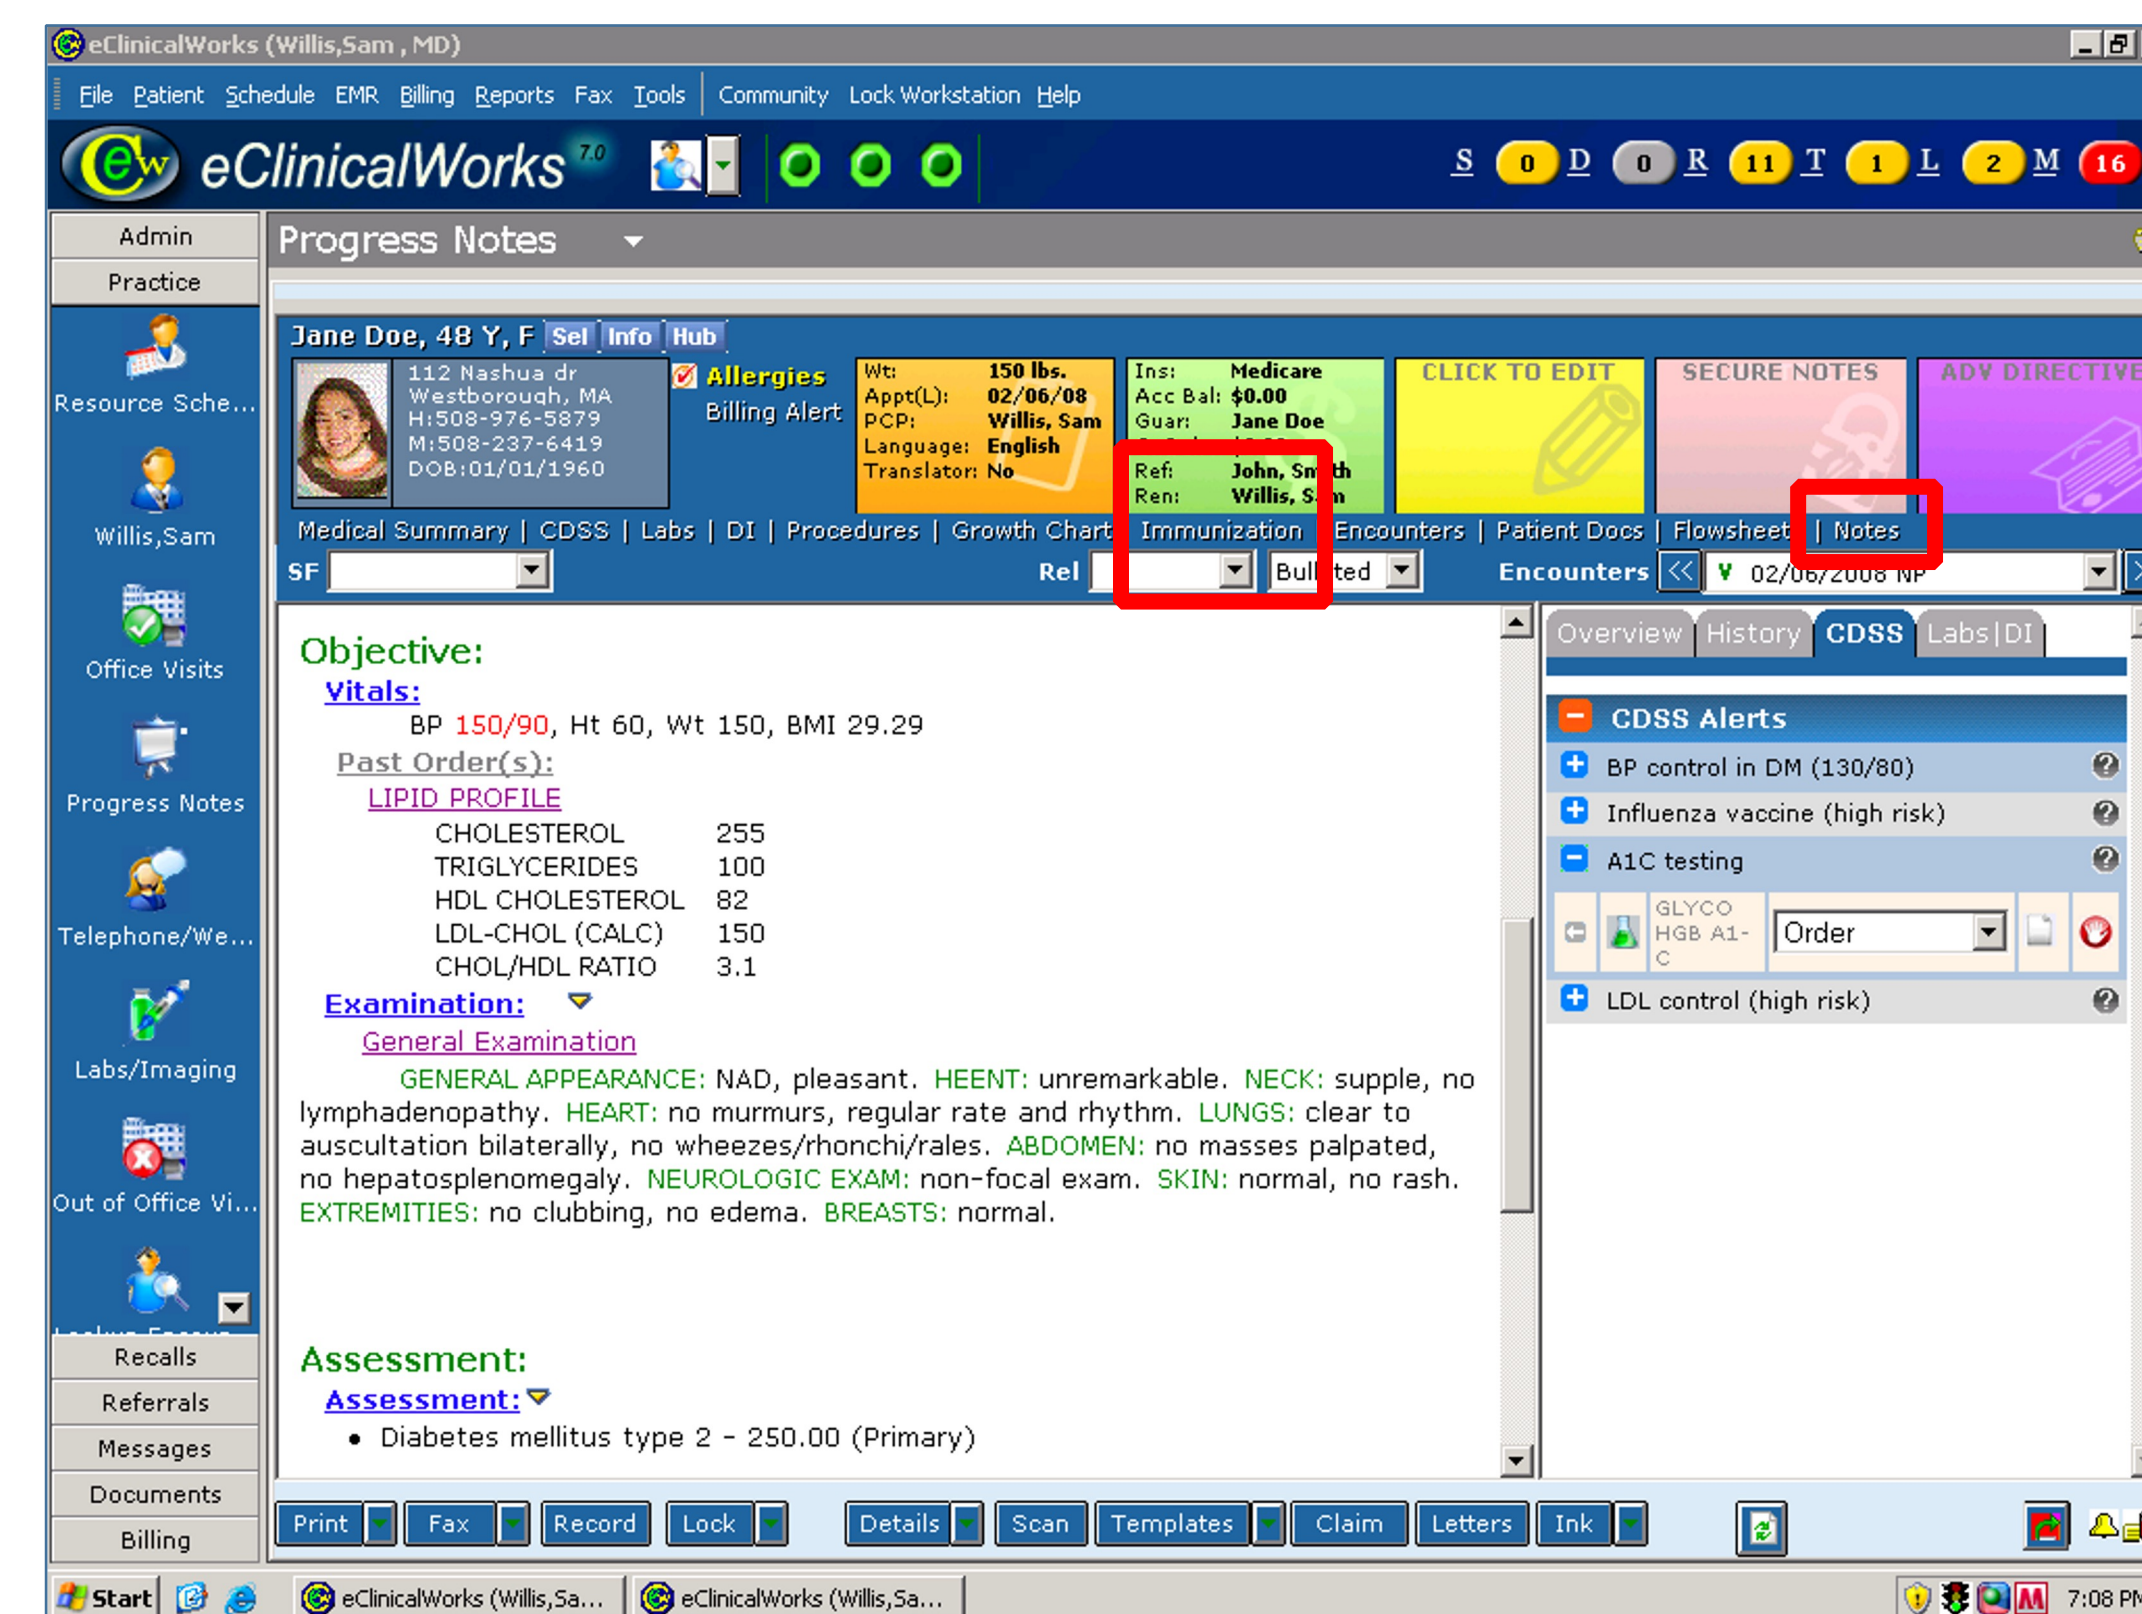 eClinicalWorks (Willis,Sam , MD)
File Patient Schedule EMR Billing Reports Fax Tools Community Lock Workstation Help
eCW eClinicalWorks 7.0 S 0 D 0 R 11 T 1 L 2 M 16
Admin
Practice
Resource Sche...
Willis,Sam
Office Visits
Progress Notes
Telephone/We...
Labs/Imaging
Out of Office Vi...
Recalls
Referrals
Messages
Documents
Billing
Progress Notes
Jane Doe, 48 Y, F Sel Info Hub
112 Nashua dr
Westborough, MA
H:508-976-5879
M:508-237-6419
DOB:01/01/1960
Allergies
Billing Alert
Wt: 150 lbs.
Appt(L): 02/06/08
PCP: Willis, Sam
Language: English
Translator: No
Ins: Medicare
Acc Bal: $0.00
Guar: Jane Doe
Ref: John, Smith
Ren: Willis, Sam
CLICK TO EDIT
SECURE NOTES
ADV DIRECTIVE
Medical Summary | CDSS | Labs | DI | Procedures | Growth Chart Immunization Encounters | Patient Docs | Flowsheet | Notes
SF Rel Bulleted Encounters << V 02/06/2008 NP
Objective:
Vitals:
BP 150/90, Ht 60, Wt 150, BMI 29.29
Past Order(s):
LIPID PROFILE
CHOLESTEROL 255
TRIGLYCERIDES 100
HDL CHOLESTEROL 82
LDL-CHOL (CALC) 150
CHOL/HDL RATIO 3.1
Examination:
General Examination
GENERAL APPEARANCE: NAD, pleasant. HEENT: unremarkable. NECK: supple, no
lymphadenopathy. HEART: no murmurs, regular rate and rhythm. LUNGS: clear to
auscultation bilaterally, no wheezes/rhonchi/rales. ABDOMEN: no masses palpated,
no hepatosplenomegaly. NEUROLOGIC EXAM: non-focal exam. SKIN: normal, no rash.
EXTREMITIES: no clubbing, no edema. BREASTS: normal.
Assessment:
Assessment:
• Diabetes mellitus type 2 - 250.00 (Primary)
Overview History CDSS Labs|DI
CDSS Alerts
BP control in DM (130/80)
Influenza vaccine (high risk)
A1C testing
GLYCO
HGB A1-
C
Order
LDL control (high risk)
Print Fax Record Lock Details Scan Templates Claim Letters Ink
Start eClinicalWorks (Willis,Sa... eClinicalWorks (Willis,Sa... 7:08 PM